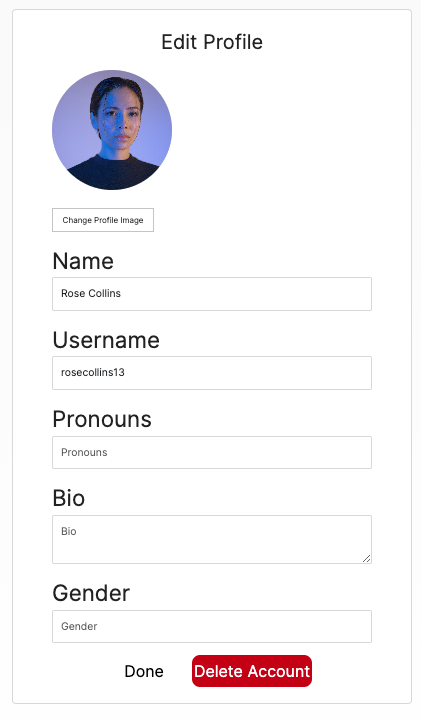 Edit Profile
Change Profile Image
Name
Rose Collins
Username
rosecollins13
Pronouns
Pronouns
Bio
Bio
Gender
Gender
Done Delete Account